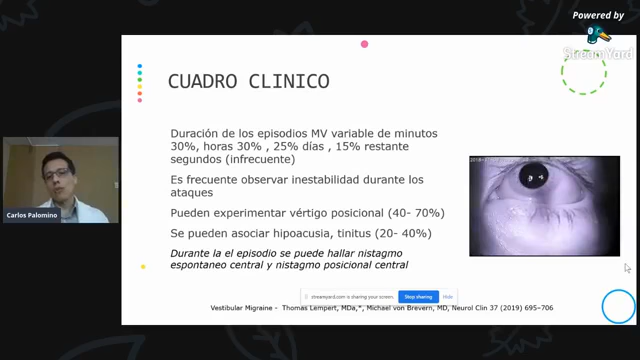 Powered by
StreamYard
CUADRO CLINICO
Duración de los episodios MV variable de minutos
30%, horas 30% , 25% días , 15% restante
segundos (infrecuente)
Es frecuente observar inestabilidad durante los
ataques
Pueden experimentar vértigo posicional (40- 70%)
Se pueden asociar hipoacusia, tinitus (20- 40%)
Durante la el episodio se puede hallar nistagmo
espontaneo central y nistagmo posicional central
Carlos Palomino
streamyard.com is sharing your screen. Stop sharing Hide
Vestibular Migraine - Thomas Lempert, MDa,*, Michael von Brevern, MD, Neurol Clin 37 (2019) 695–706